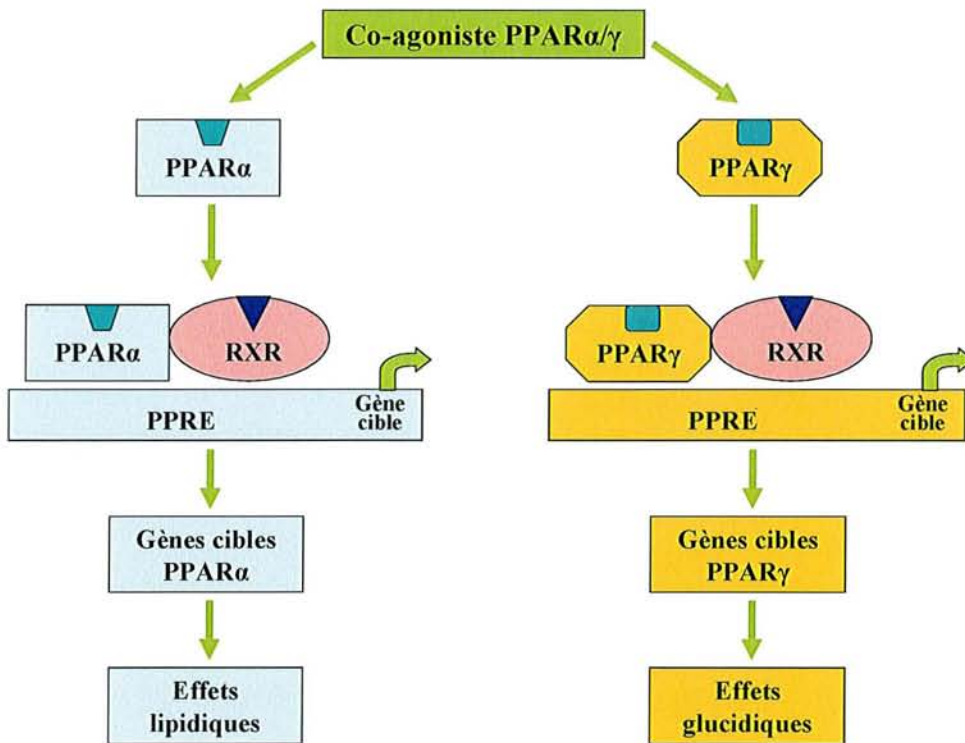 Co-agoniste PPARα/γ
PPARα
PPARγ
PPARα
RXR
PPARγ
RXR
Gène
cible
PPRE
Gène
cible
PPRE
Gènes cibles
PPARα
Gènes cibles
PPARγ
Effets
lipidiques
Effets
glucidiques